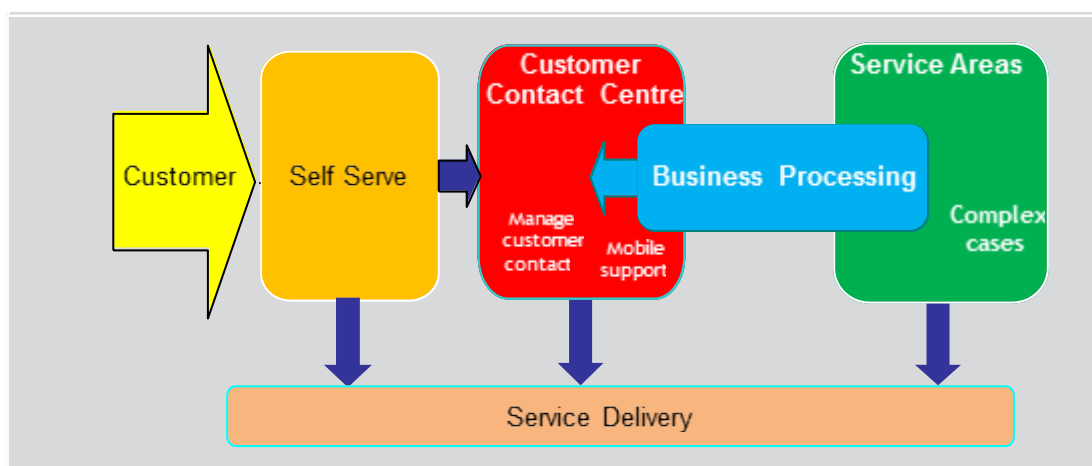 Customer
Self Serve
Customer
Contact Centre
Manage
customer
contact
Mobile
support
Business Processing
Service Areas
Complex
cases
Service Delivery